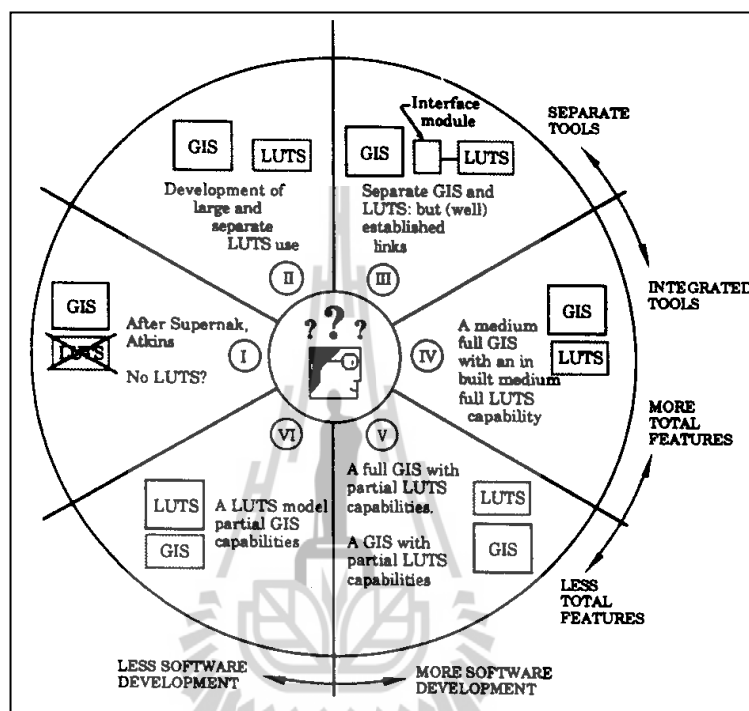 Interface
module
GIS
LUTS
GIS
LUTS
Development of
large and
separate
LUTS use
Separate GIS and
LUTS: but (well)
established
links
SEPARATE
TOOLS
INTEGRATED
TOOLS
II
III
GIS
LUTS
After Supernak,
Atkins
No LUTS?
I
? ? ?
IV
A medium
full GIS
with an in
built medium
full LUTS
capability
GIS
LUTS
MORE
TOTAL
FEATURES
VI
V
LUTS
GIS
A LUTS model
partial GIS
capabilities
A full GIS with
partial LUTS
capabilities.
A GIS with
partial LUTS
capabilities
LUTS
GIS
LESS
TOTAL
FEATURES
LESS SOFTWARE
DEVELOPMENT
MORE SOFTWARE
DEVELOPMENT